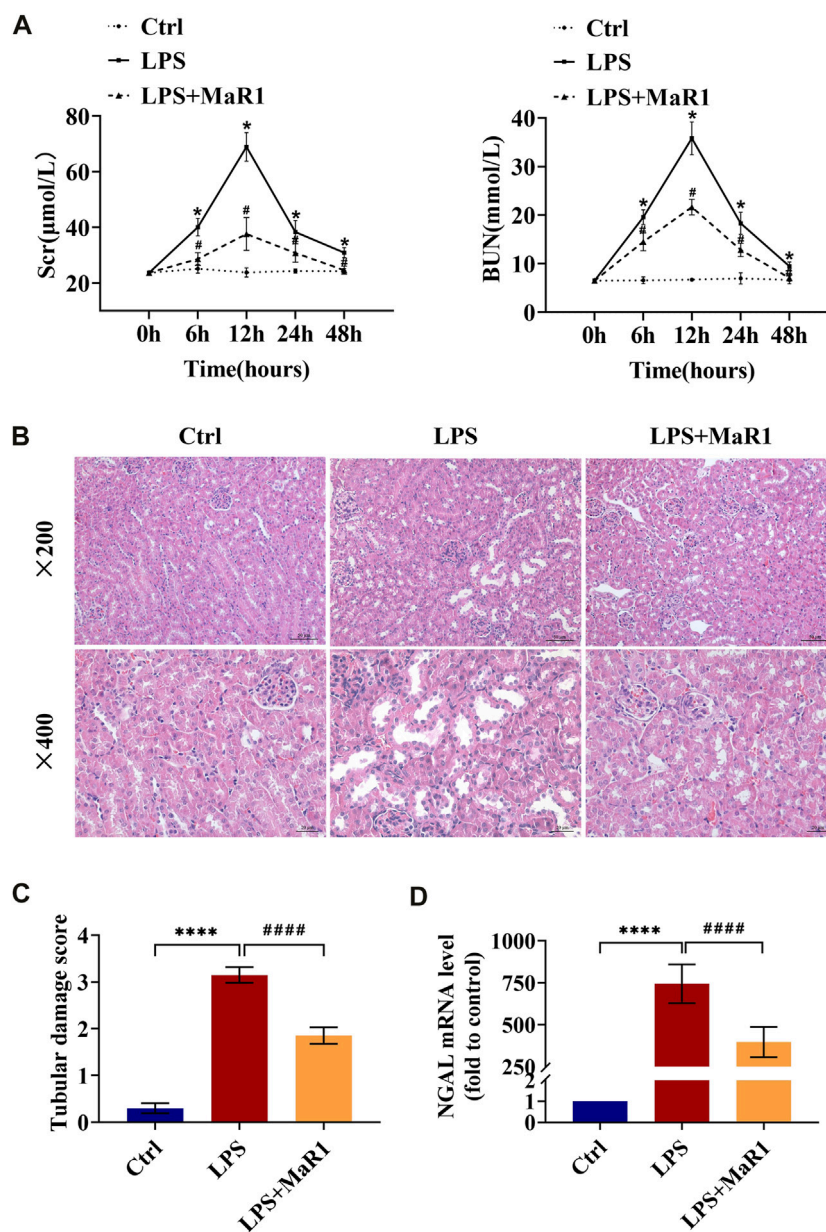 A
Ctrl
LPS
LPS+MaR1
Scr(μmol/L)
80
60
40
20
*
*
*
*
#
#
#
#
0h 6h 12h 24h 48h
Time(hours)
Ctrl
LPS
LPS+MaR1
BUN(mmol/L)
40
30
20
10
0
*
*
*
*
#
#
#
#
0h 6h 12h 24h 48h
Time(hours)
B
Ctrl LPS LPS+MaR1
×200
×400
C
Tubular damage score
4
3
2
1
0
**** ####
Ctrl
LPS
LPS+MaR1
D
NGAL mRNA level
(fold to control)
1000
750
500
250
2
1
0
**** ####
Ctrl
LPS
LPS+MaR1